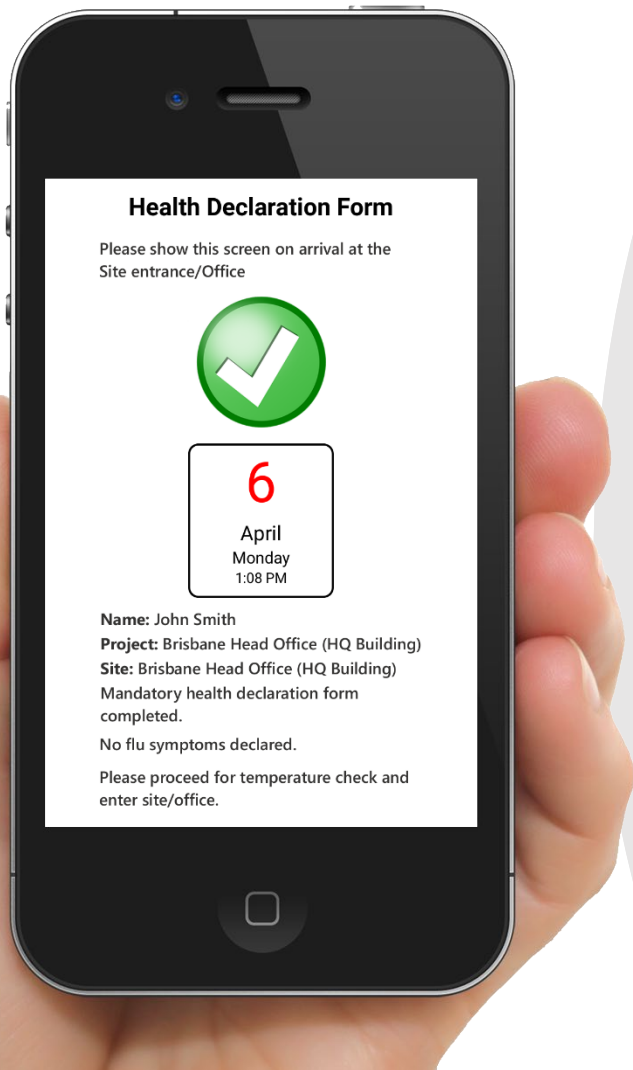 Health Declaration Form
Please show this screen on arrival at the
Site entrance/Office
6
April
Monday
1:08 PM
Name: John Smith
Project: Brisbane Head Office (HQ Building)
Site: Brisbane Head Office (HQ Building)
Mandatory health declaration form
completed.
No flu symptoms declared.
Please proceed for temperature check and
enter site/office.